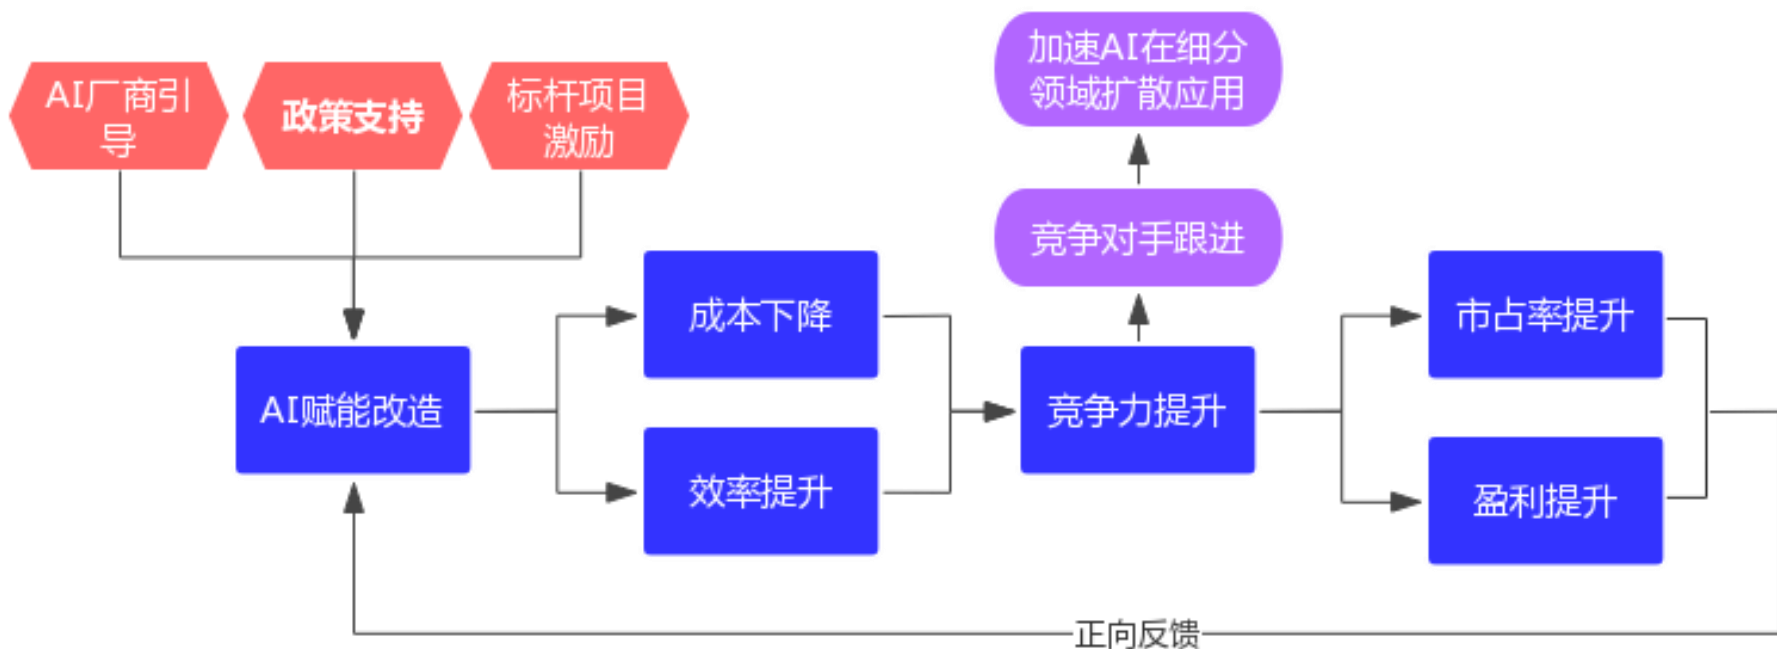 AI厂商引
导
政策支持
标杆项目
激励
加速AI在细分
领域扩散应用
竞争对手跟进
成本下降
市占率提升
AI赋能改造
竞争力提升
效率提升
盈利提升
正向反馈